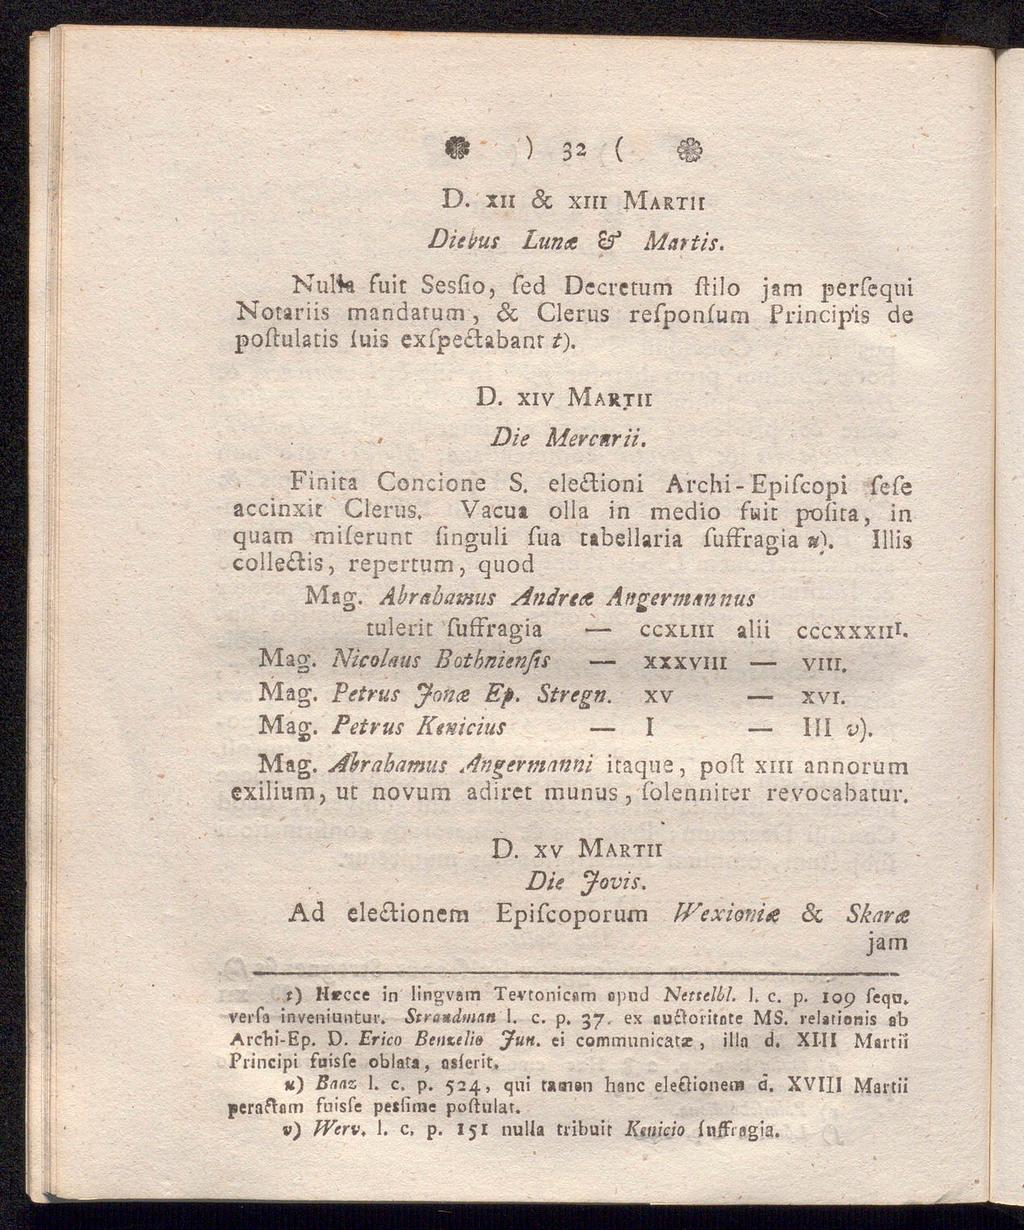 ) 32 (
D. XII & XIII MARTII
Diebus Lunæ & Martis.
Nulla fuit Sesſio, ſed Decretum ſtilo jam perſequi
Notariis mandatum, & Clerus reſponſum Principis de
poſtulatis ſuis exſpectabant t).
D. XIV MARTII
Die Mercurii.
Finita Concione S. electioni Archi-Epiſcopi ſeſe
accinxit Clerus. Vacua olla in medio fuit poſita, in
quam miſerunt ſinguli ſua tabellaria ſuffragia u). Illis
collectis, repertum, quod
Mag. Abrahamus Andreæ Angermannus
tulerit ſuffragia — CCXLIII alii CCCXXXIII.
Mag. Nicolaus Bothnienſis — XXXVIII — VIII.
Mag. Petrus Jonæ Ep. Stregn. XV — XVI.
Mag. Petrus Kenicius — I — III v).
Mag. Abrahamus Angermanni itaque, poſt XIII annorum
exilium, ut novum adiret munus, ſolenniter revocabatur.
D. XV MARTII
Die Jovis.
Ad electionem Epiſcoporum Wexioniæ & Skaræ
jam
t) Hæcce in lingvam Tevtonicam apud Nettelbl. l. c. p. 109 ſequ.
verſa inveniuntur. Strandman l. c. p. 37. ex auctoritate MS. relationis ab
Archi-Ep. D. Erico Benzelio Jun. ei communicatæ, illa d. XIII Martii
Principi fuisſe oblata, asſerit.
u) Baaz l. c. p. 524, qui tamen hanc electionem d. XVIII Martii
peractam fuisſe pesſime poſtulat.
v) Werv. l. c. p. 151 nulla tribuit Kenicio ſuffragia.